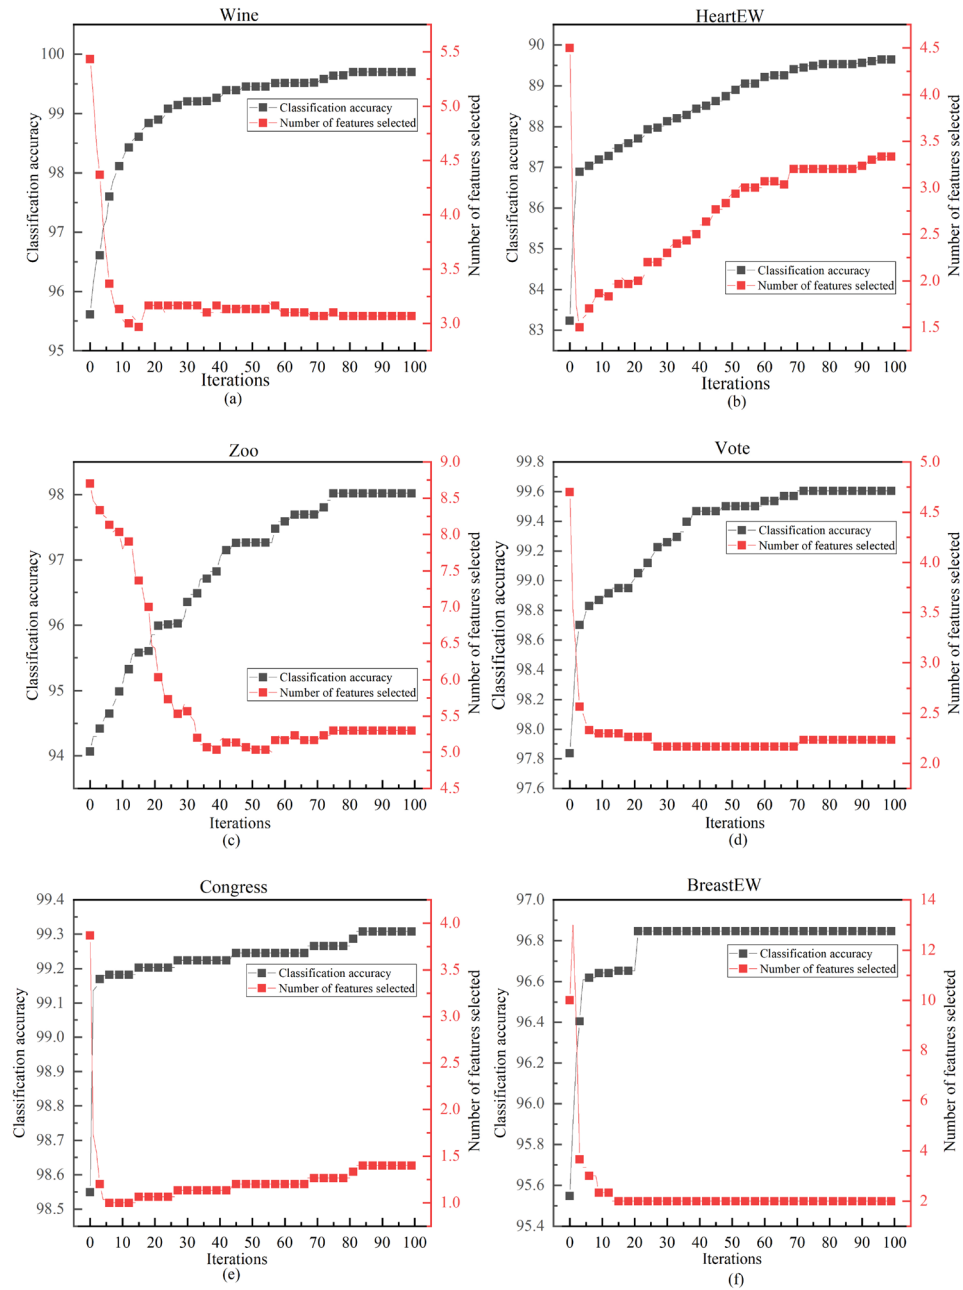 Wine
Classification accuracy
100
99
98
97
96
95
5.5
5.0
4.5
4.0
3.5
3.0
Number of features selected
Classification accuracy
Number of features selected
0 10 20 30 40 50 60 70 80 90 100
Iterations
(a)
HeartEW
Classification accuracy
90
89
88
87
86
85
84
83
4.5
4.0
3.5
3.0
2.5
2.0
1.5
Number of features selected
Classification accuracy
Number of features selected
0 10 20 30 40 50 60 70 80 90 100
Iterations
(b)
Zoo
Classification accuracy
98
97
96
95
94
9.0
8.5
8.0
7.5
7.0
6.5
6.0
5.5
5.0
4.5
Number of features selected
Classification accuracy
Number of features selected
0 10 20 30 40 50 60 70 80 90 100
Iterations
(c)
Vote
Classification accuracy
99.8
99.6
99.4
99.2
99.0
98.8
98.6
98.4
98.2
98.0
97.8
97.6
5.0
4.5
4.0
3.5
3.0
2.5
2.0
Number of features selected
Classification accuracy
Number of features selected
0 10 20 30 40 50 60 70 80 90 100
Iterations
(d)
Congress
Classification accuracy
99.4
99.3
99.2
99.1
99.0
98.9
98.8
98.7
98.6
98.5
4.0
3.5
3.0
2.5
2.0
1.5
1.0
Number of features selected
Classification accuracy
Number of features selected
0 10 20 30 40 50 60 70 80 90 100
Iterations
(e)
BreastEW
Classification accuracy
97.0
96.8
96.6
96.4
96.2
96.0
95.8
95.6
95.4
14
12
10
8
6
4
2
Number of features selected
Classification accuracy
Number of features selected
0 10 20 30 40 50 60 70 80 90 100
Iterations
(f)